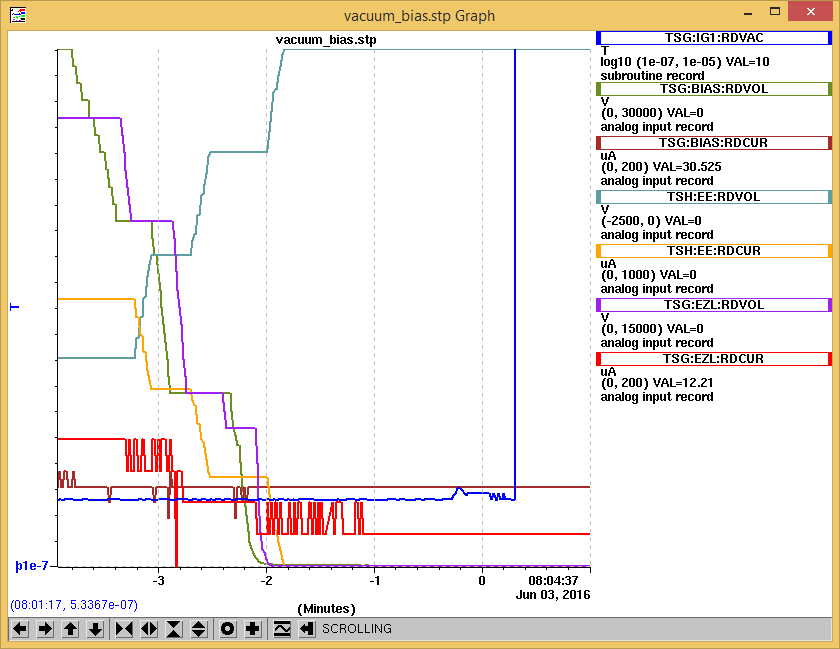 vacuum_bias.stp Graph
vacuum_bias.stp
T
1e-7
-3
-2
-1
0
08:04:37
Jun 03, 2016
(Minutes)
(08:01:17, 5.3367e-07)
TSG:IG1:RDVAC
T
log10 (1e-07, 1e-05) VAL=10
subroutine record
TSG:BIAS:RDVOL
V
(0, 30000) VAL=0
analog input record
TSG:BIAS:RDCUR
uA
(0, 200) VAL=30.525
analog input record
TSH:EE:RDVOL
V
(-2500, 0) VAL=0
analog input record
TSH:EE:RDCUR
uA
(0, 1000) VAL=0
analog input record
TSG:EZL:RDVOL
V
(0, 15000) VAL=0
analog input record
TSG:EZL:RDCUR
uA
(0, 200) VAL=12.21
analog input record
SCROLLING